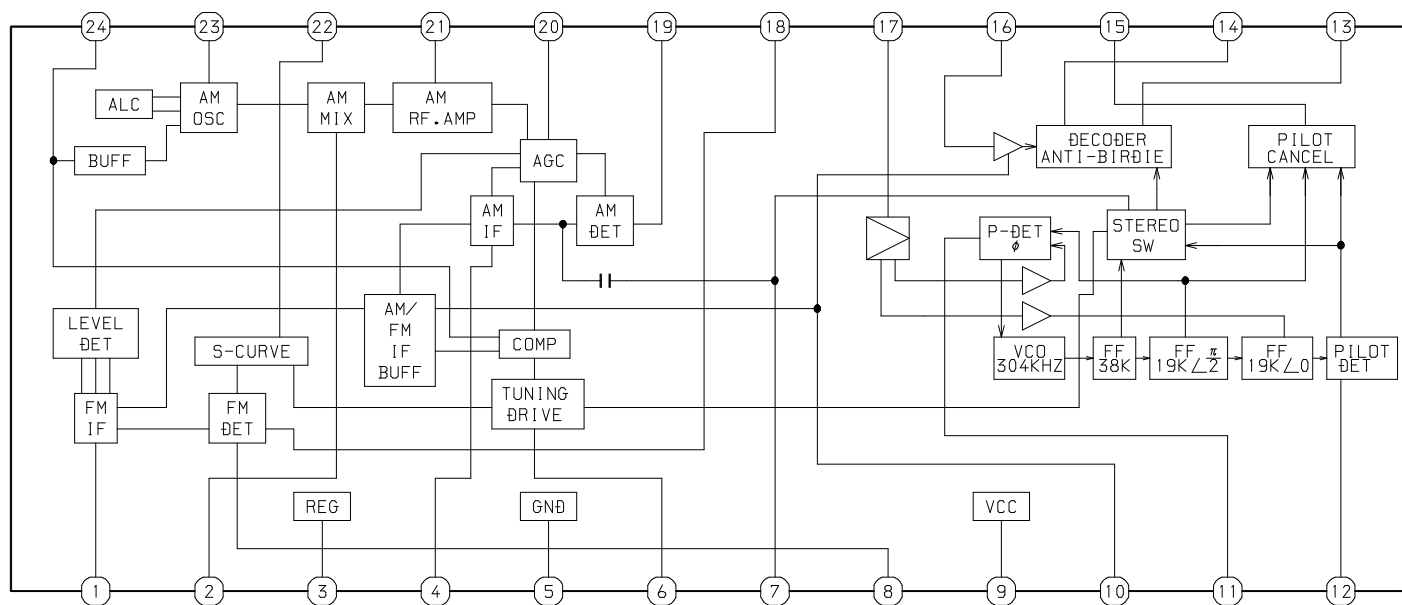 24 23 22 21 20 19 18 17 16 15 14 13
ALC
AM
OSC
AM
MIX
AM
RF.AMP
BUFF
AGC
DECODER
ANTI-BIRDIE
PILOT
CANCEL
AM
IF
AM
DET
P-DET
φ
STEREO
SW
LEVEL
DET
S-CURVE
AM/
FM
IF
BUFF
COMP
VCO
304KHZ
FF
38K
FF
19K∠π/2
FF
19K∠0
PILOT
DET
FM
IF
FM
DET
TUNING
DRIVE
REG
GND
VCC
1 2 3 4 5 6 7 8 9 10 11 12